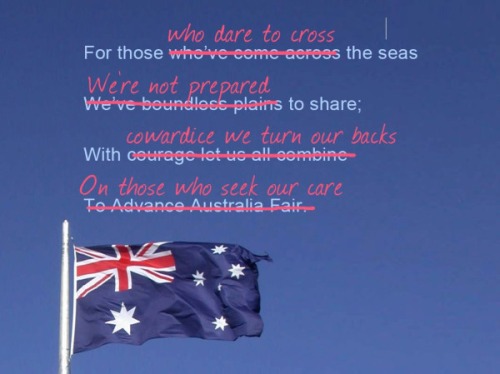 who dare to cross
For those who've come across the seas
We're not prepared
We've boundless plains to share;
cowardice we turn our backs
With courage let us all combine
On those who seek our care
To Advance Australia Fair.